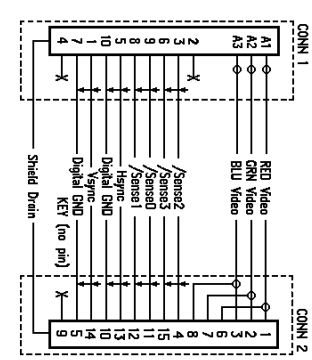 CONN 1
4 7 1 10 5 8 9 6 3 2 A3 A2 A1
RED Video
GRN Video
BLU Video
//Sense2
//Sense3
//Sense0
//Sense1
Hsync
Digital GND
Vsync
Digital GND
KEY (no pin)
Shield Drain
9 5 14 10 13 12 11 15 4 8 7 6 3 2 1
CONN 2